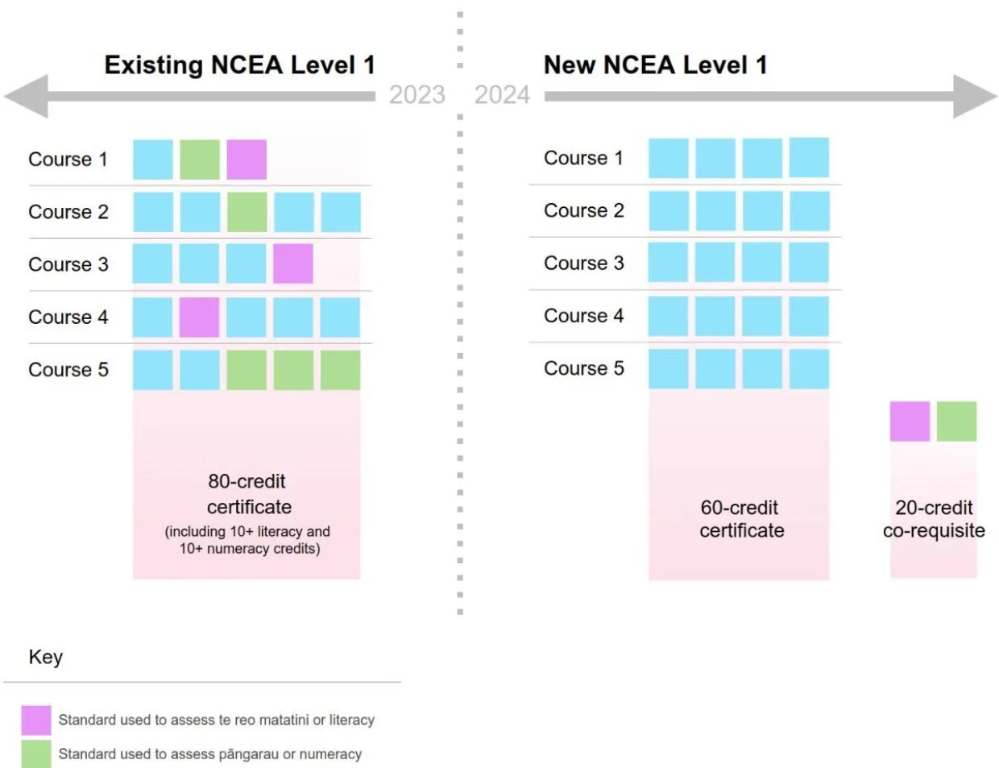 Existing NCEA Level 1
2023
Course 1
Course 2
Course 3
Course 4
Course 5
80-credit
certificate
(including 10+ literacy and
10+ numeracy credits)
2024
New NCEA Level 1
Course 1
Course 2
Course 3
Course 4
Course 5
60-credit
certificate
20-credit
co-requisite
Key
Standard used to assess te reo matatini or literacy
Standard used to assess pāngarau or numeracy